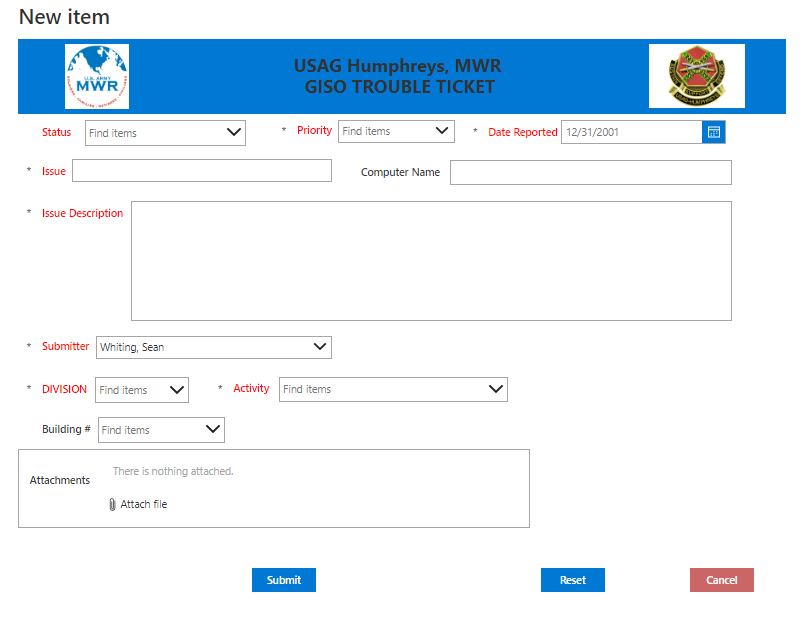 New item
U.S. ARMY
MWR
USAG Humphreys, MWR
GISO TROUBLE TICKET
Status Find items * Priority Find items * Date Reported 12/31/2001
* Issue Computer Name
* Issue Description
* Submitter Whiting, Sean
* DIVISION Find items * Activity Find items
Building # Find items
Attachments There is nothing attached.
Attach file
Submit Reset Cancel